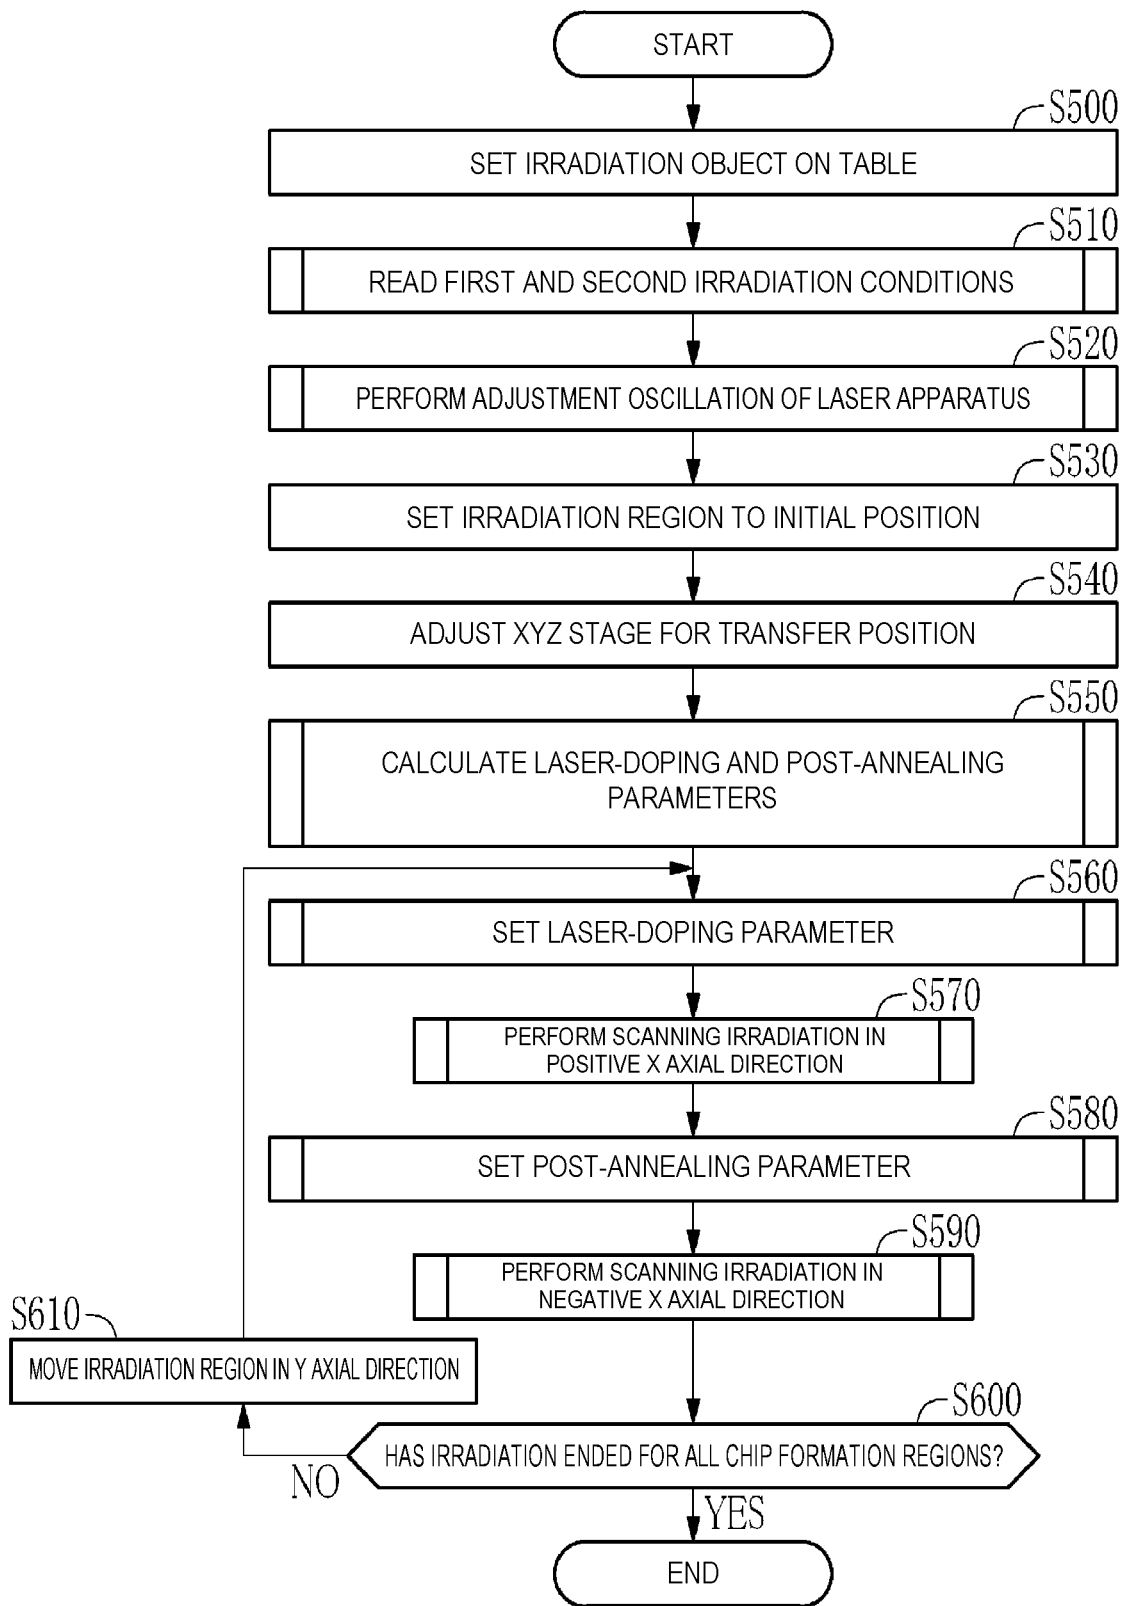 START
S500
SET IRRADIATION OBJECT ON TABLE
S510
READ FIRST AND SECOND IRRADIATION CONDITIONS
S520
PERFORM ADJUSTMENT OSCILLATION OF LASER APPARATUS
S530
SET IRRADIATION REGION TO INITIAL POSITION
S540
ADJUST XYZ STAGE FOR TRANSFER POSITION
S550
CALCULATE LASER-DOPING AND POST-ANNEALING
PARAMETERS
S560
SET LASER-DOPING PARAMETER
S570
PERFORM SCANNING IRRADIATION IN
POSITIVE X AXIAL DIRECTION
S580
SET POST-ANNEALING PARAMETER
S590
PERFORM SCANNING IRRADIATION IN
NEGATIVE X AXIAL DIRECTION
S610
MOVE IRRADIATION REGION IN Y AXIAL DIRECTION
S600
HAS IRRADIATION ENDED FOR ALL CHIP FORMATION REGIONS?
NO
YES
END